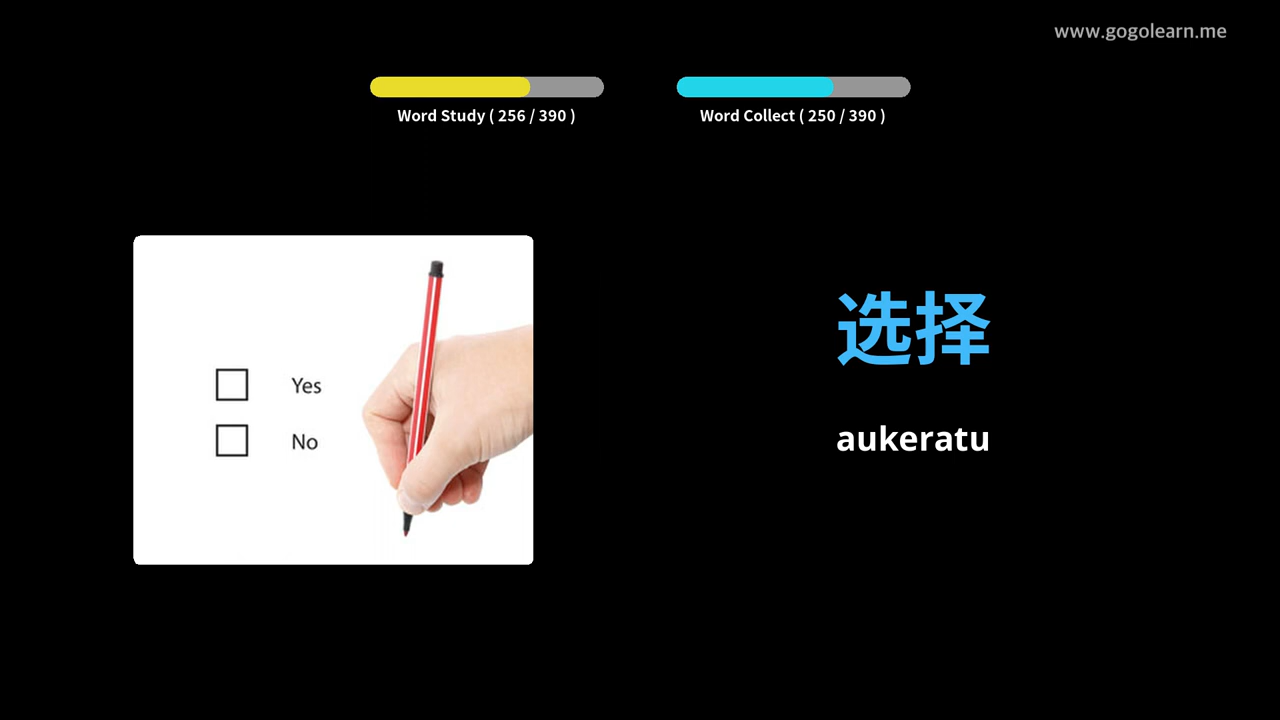 www.gogolearn.me
Word Study ( 256 / 390 )
Word Collect ( 250 / 390 )
Yes
No
选择
aukeratu